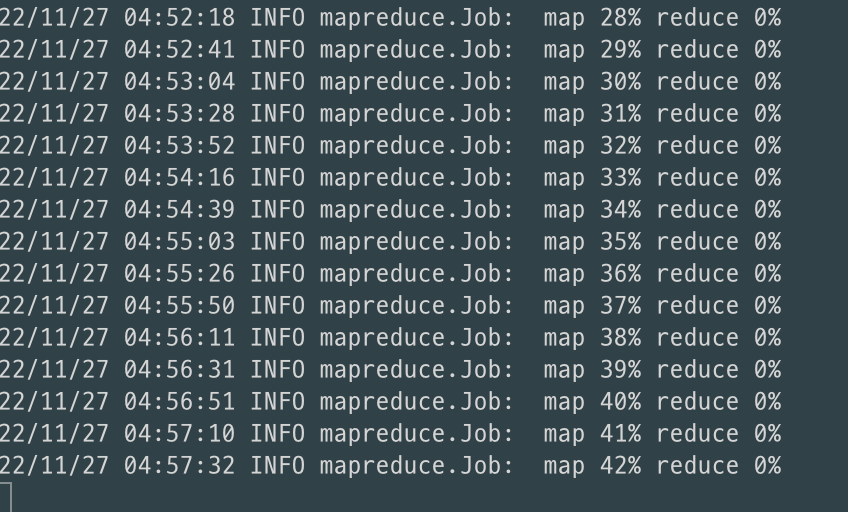 22/11/27 04:52:18 INFO mapreduce.Job:  map 28% reduce 0%
22/11/27 04:52:41 INFO mapreduce.Job:  map 29% reduce 0%
22/11/27 04:53:04 INFO mapreduce.Job:  map 30% reduce 0%
22/11/27 04:53:28 INFO mapreduce.Job:  map 31% reduce 0%
22/11/27 04:53:52 INFO mapreduce.Job:  map 32% reduce 0%
22/11/27 04:54:16 INFO mapreduce.Job:  map 33% reduce 0%
22/11/27 04:54:39 INFO mapreduce.Job:  map 34% reduce 0%
22/11/27 04:55:03 INFO mapreduce.Job:  map 35% reduce 0%
22/11/27 04:55:26 INFO mapreduce.Job:  map 36% reduce 0%
22/11/27 04:55:50 INFO mapreduce.Job:  map 37% reduce 0%
22/11/27 04:56:11 INFO mapreduce.Job:  map 38% reduce 0%
22/11/27 04:56:31 INFO mapreduce.Job:  map 39% reduce 0%
22/11/27 04:56:51 INFO mapreduce.Job:  map 40% reduce 0%
22/11/27 04:57:10 INFO mapreduce.Job:  map 41% reduce 0%
22/11/27 04:57:32 INFO mapreduce.Job:  map 42% reduce 0%